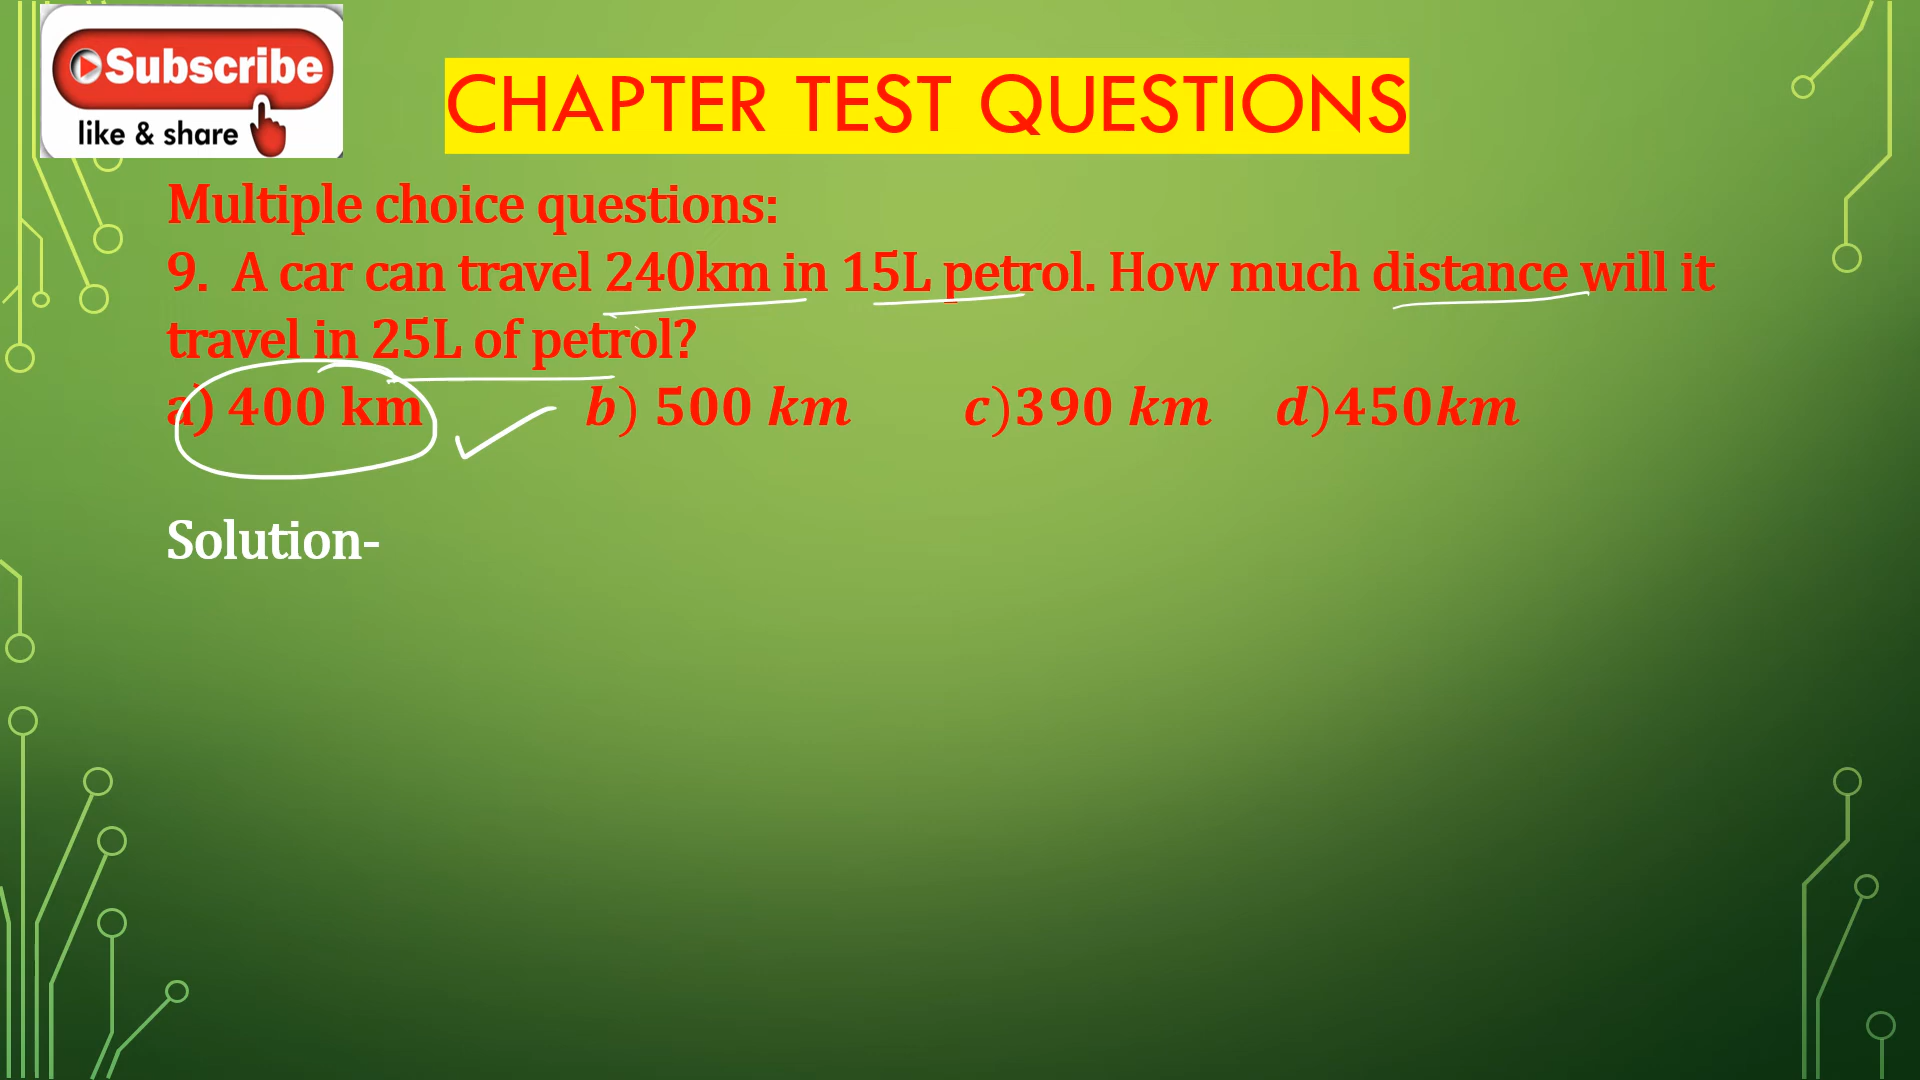 Subscribe
like & share
CHAPTER TEST QUESTIONS
Multiple choice questions:
9. A car can travel 240km in 15L petrol. How much distance will it
travel in 25L of petrol?
a) 400 km b) 500 km c)390 km d)450km
Solution-